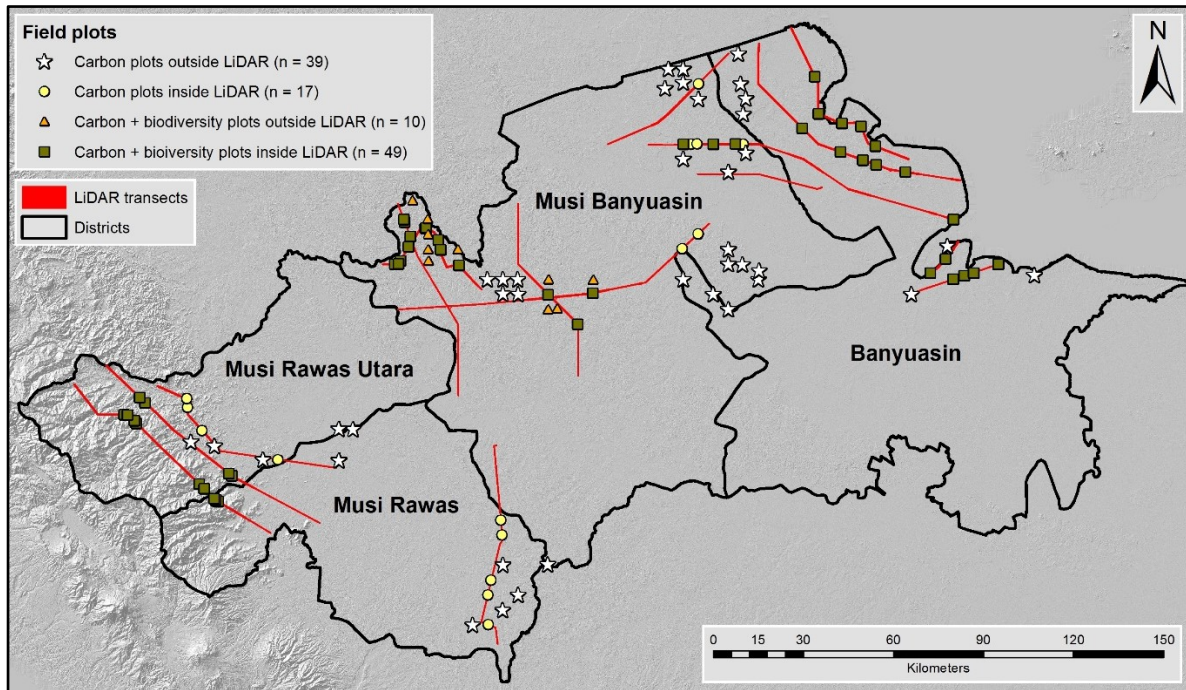 Field plots
Carbon plots outside LiDAR (n = 39)
Carbon plots inside LiDAR (n = 17)
Carbon + biodiversity plots outside LiDAR (n = 10)
Carbon + bioiversity plots inside LiDAR (n = 49)
LiDAR transects
Districts
N
Musi Banyuasin
Banyuasin
Musi Rawas Utara
Musi Rawas
0 15 30 60 90 120 150
Kilometers